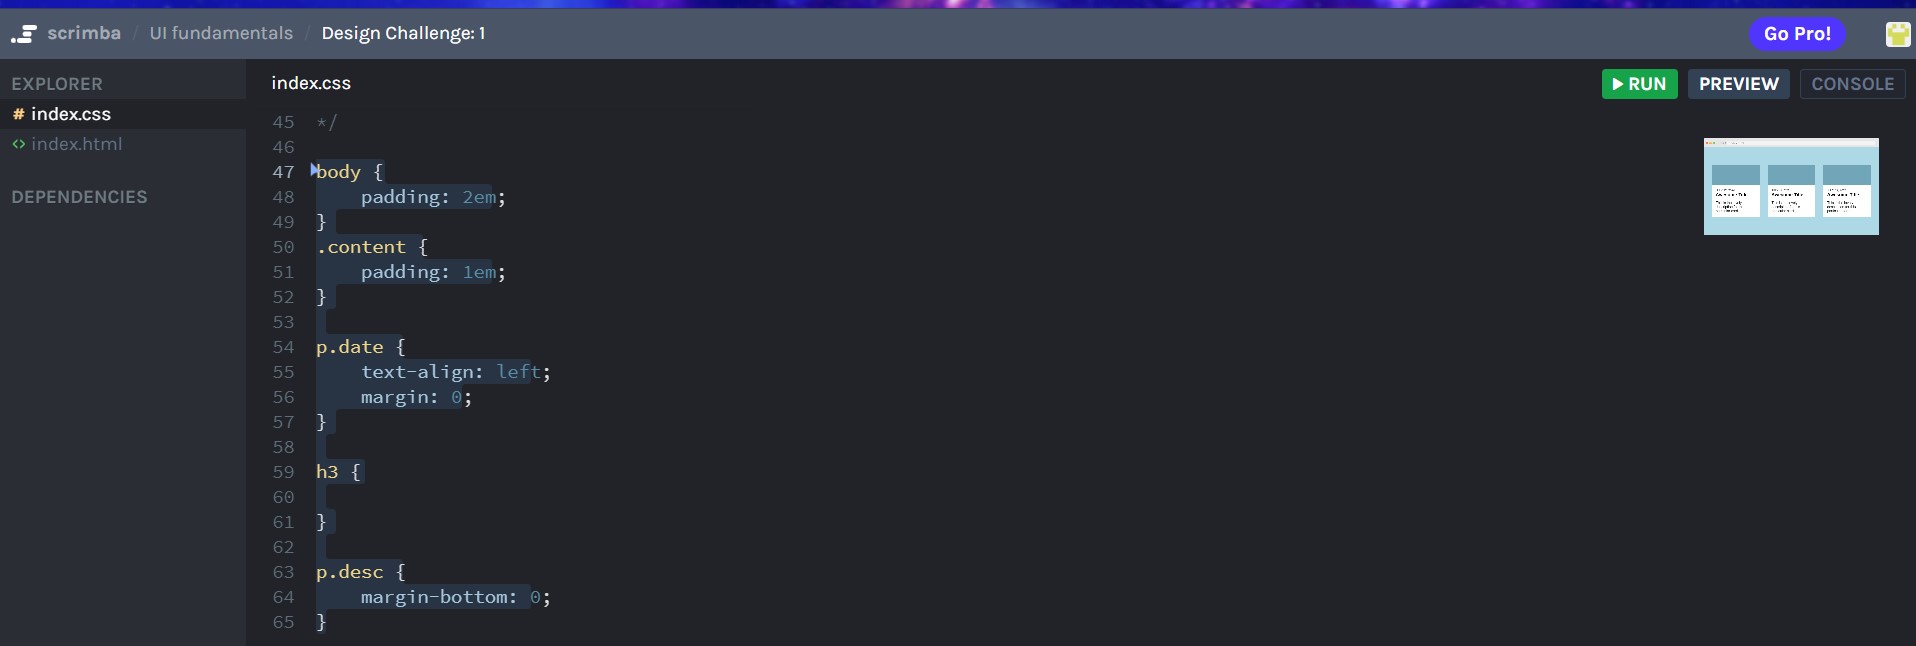 scrimba / UI fundamentals / Design Challenge: 1
Go Pro!
EXPLORER
# index.css
<> index.html
DEPENDENCIES
index.css
RUN PREVIEW CONSOLE
45 */
46
47 body {
48     padding: 2em;
49 }
50 .content {
51     padding: 1em;
52 }
53
54 p.date {
55     text-align: left;
56     margin: 0;
57 }
58
59 h3 {
60
61 }
62
63 p.desc {
64     margin-bottom: 0;
65 }